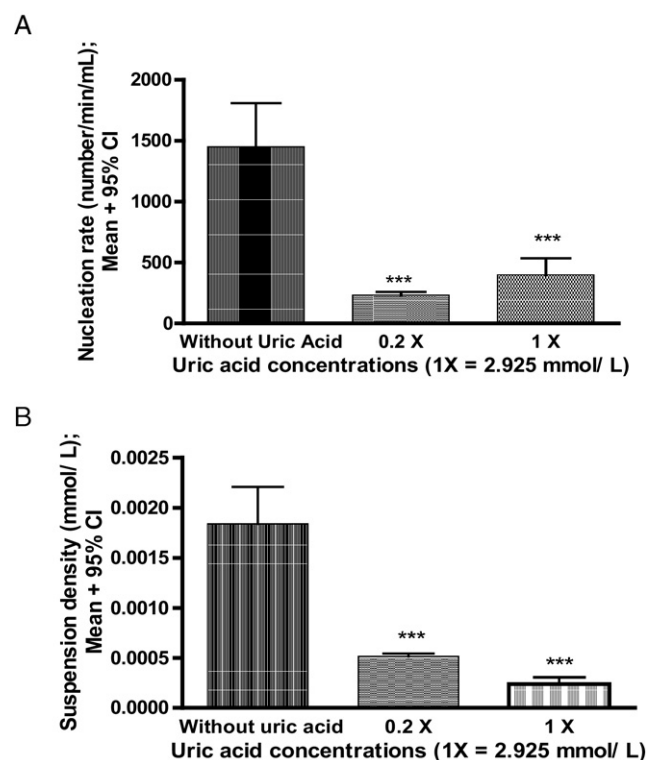 A
Nucleation rate (number/min/mL);
Mean + 95% CI
2000
1500
1000
500
0
***
***
Without Uric Acid 0.2 X 1 X
Uric acid concentrations (1X = 2.925 mmol/ L)
B
Suspension density (mmol/ L);
Mean + 95% CI
0.0025
0.0020
0.0015
0.0010
0.0005
0.0000
***
***
Without uric acid 0.2 X 1 X
Uric acid concentrations (1X = 2.925 mmol/ L)